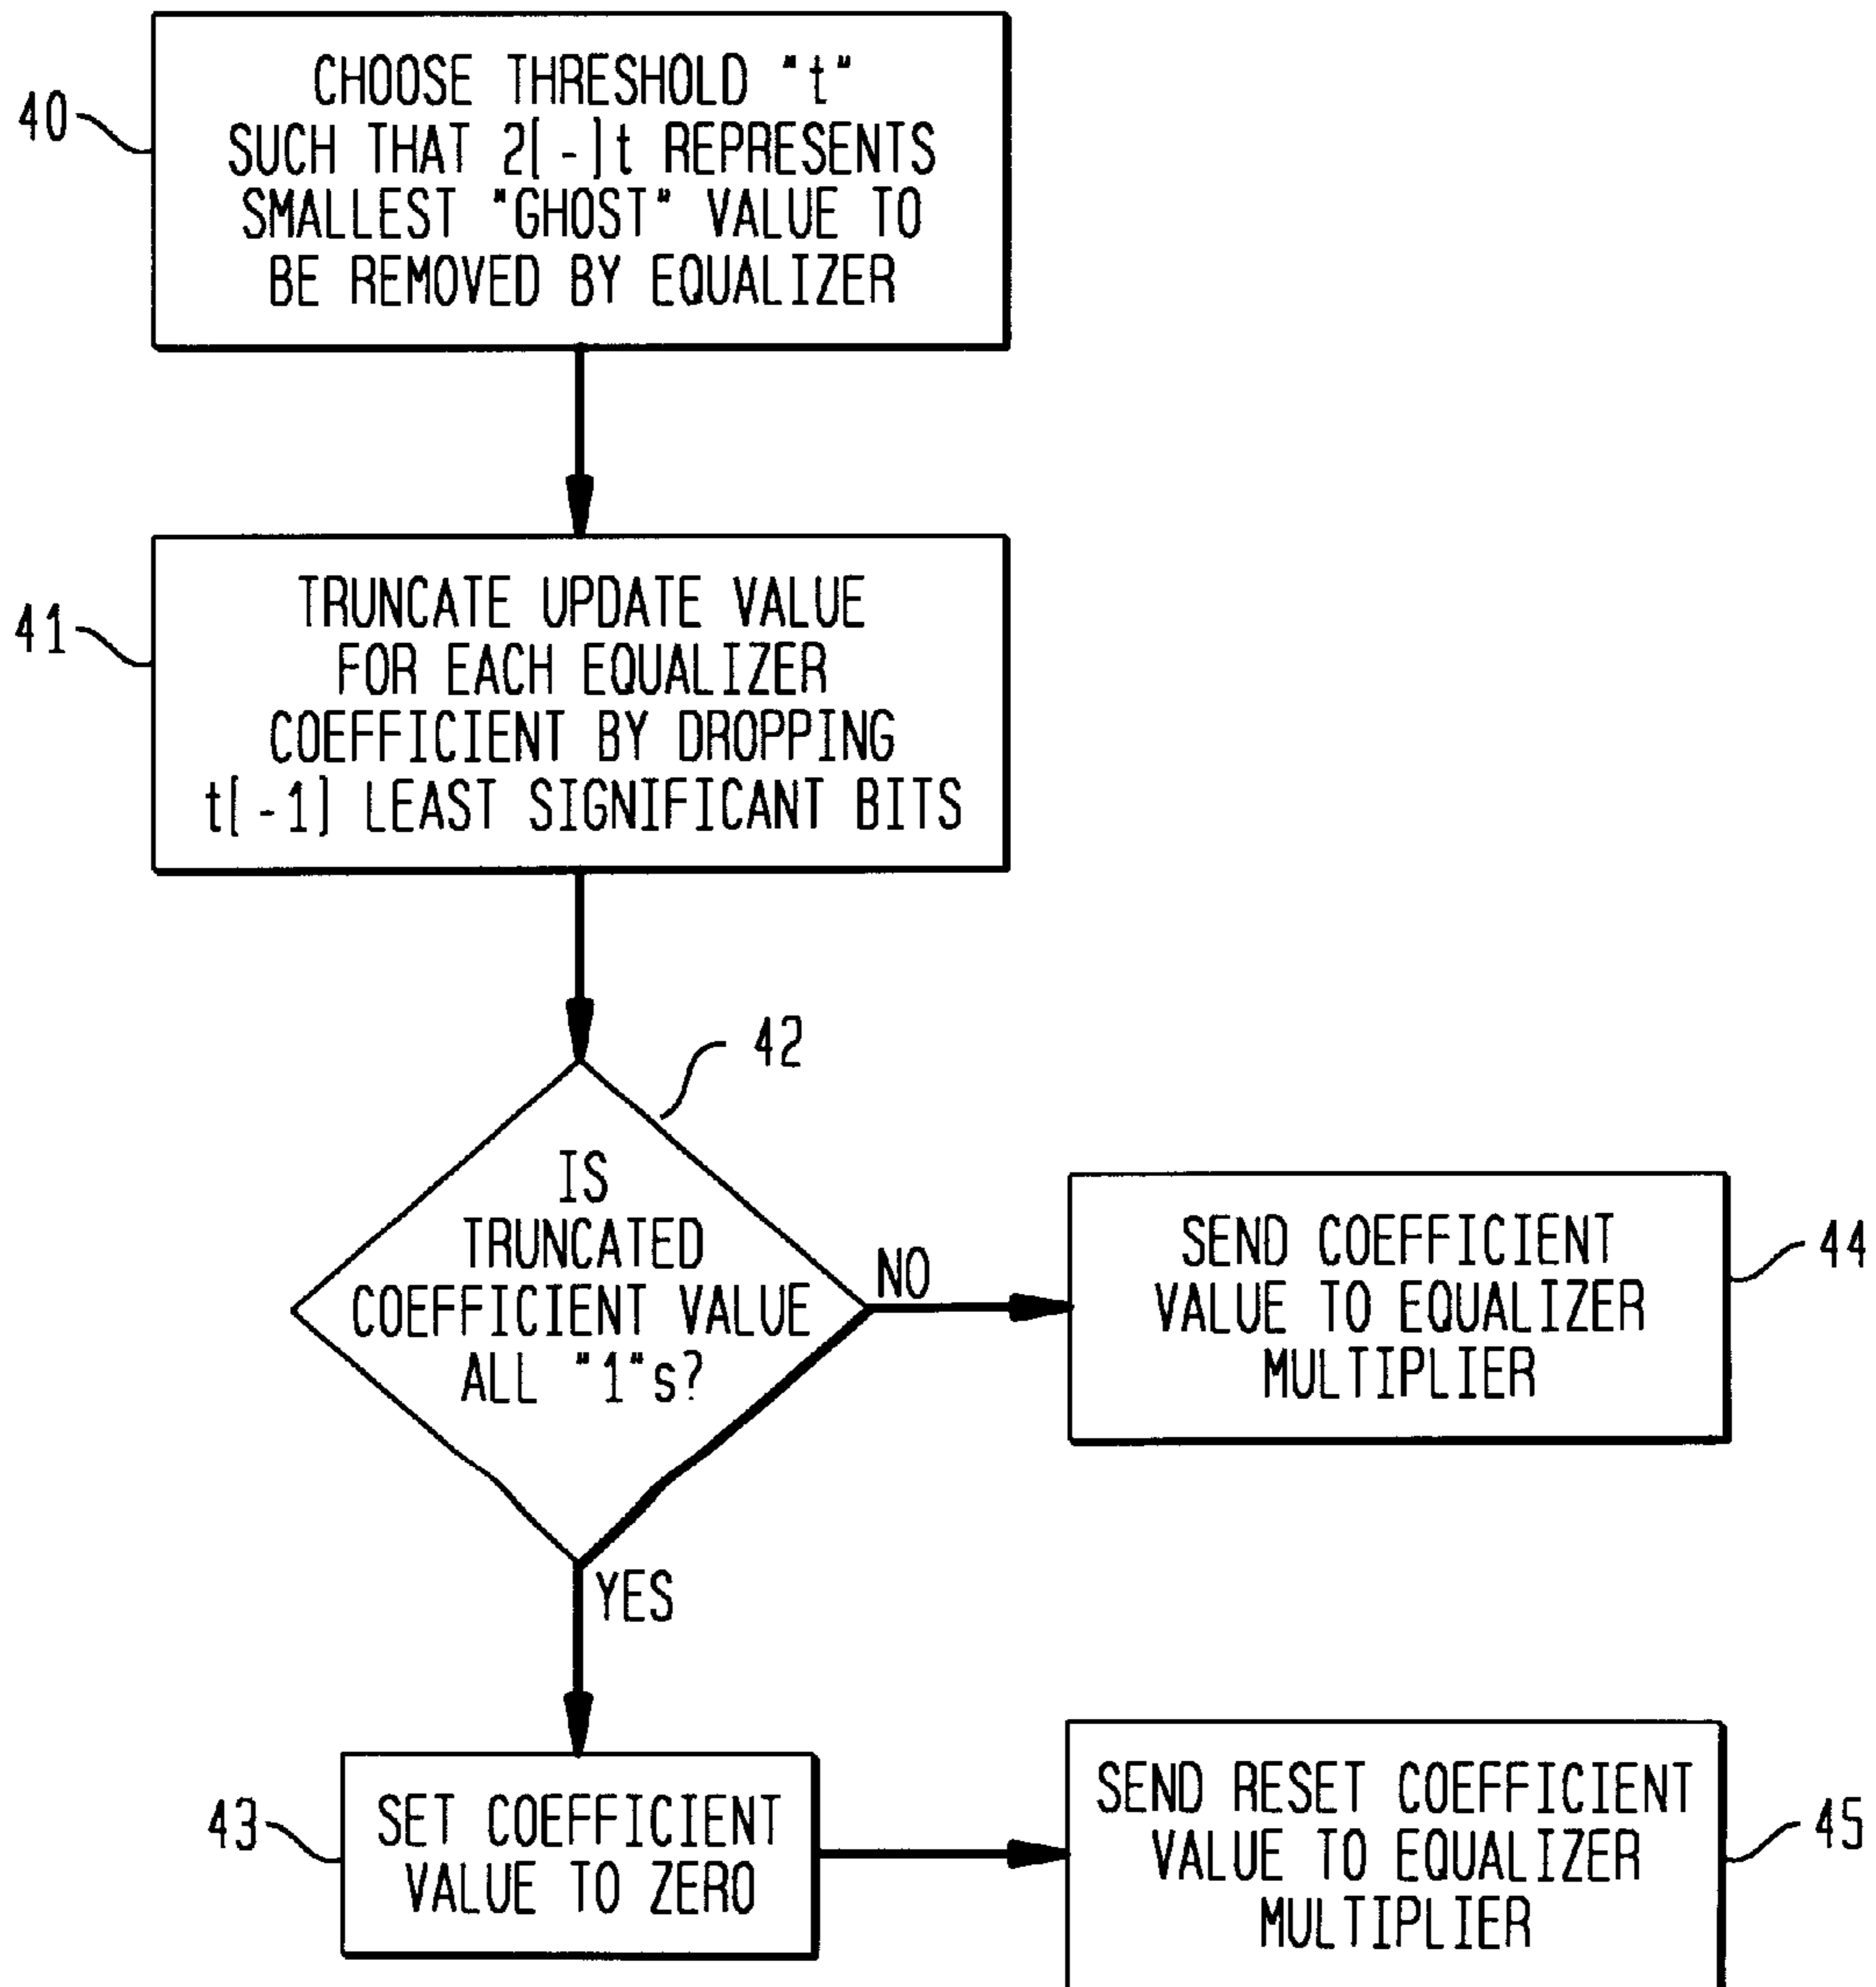 40
CHOOSE THRESHOLD "t"
SUCH THAT 2[-]t REPRESENTS
SMALLEST "GHOST" VALUE TO
BE REMOVED BY EQUALIZER
41
TRUNCATE UPDATE VALUE
FOR EACH EQUALIZER
COEFFICIENT BY DROPPING
t[-1] LEAST SIGNIFICANT BITS
42
IS
TRUNCATED
COEFFICIENT VALUE
ALL "1"s?
NO
SEND COEFFICIENT
VALUE TO EQUALIZER
MULTIPLIER
44
YES
43
SET COEFFICIENT
VALUE TO ZERO
SEND RESET COEFFICIENT
VALUE TO EQUALIZER
MULTIPLIER
45